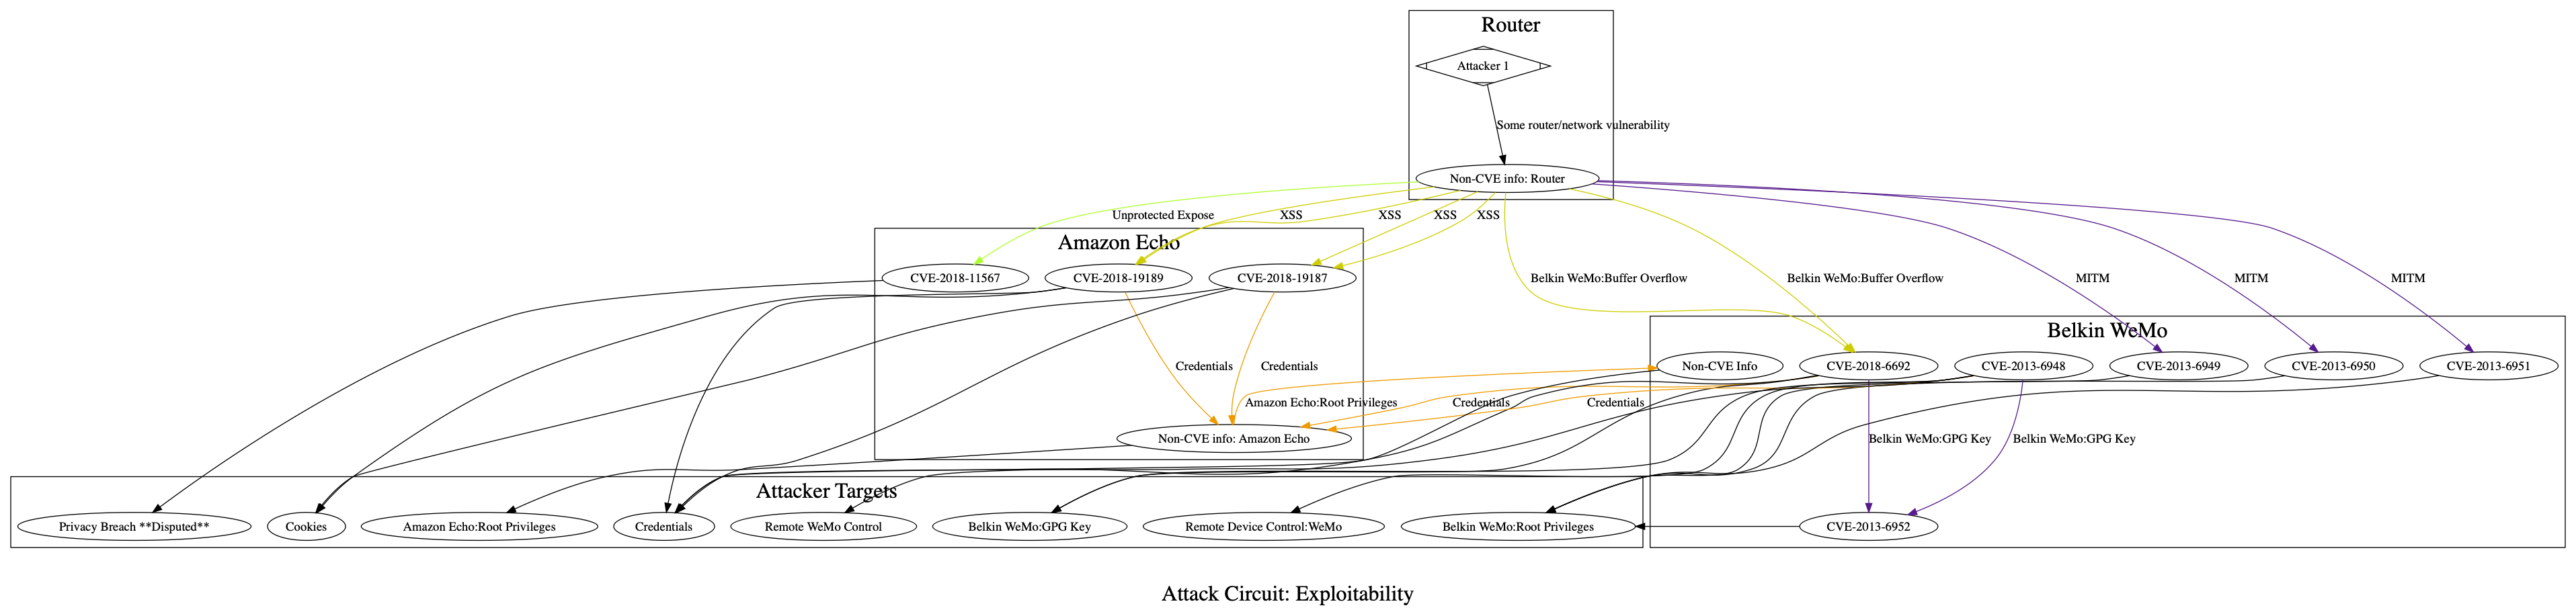 Router
Attacker 1
Some router/network vulnerability
Non-CVE info: Router
Unprotected Expose
XSS
XSS
XSS
XSS
Amazon Echo
CVE-2018-11567
CVE-2018-19189
CVE-2018-19187
Belkin WeMo:Buffer Overflow
Belkin WeMo:Buffer Overflow
MITM
MITM
MITM
Belkin WeMo
Credentials
Credentials
Non-CVE Info
CVE-2018-6692
CVE-2013-6948
CVE-2013-6949
CVE-2013-6950
CVE-2013-6951
Amazon Echo:Root Privileges
Credentials
Credentials
Non-CVE info: Amazon Echo
Belkin WeMo:GPG Key
Belkin WeMo:GPG Key
Attacker Targets
Privacy Breach **Disputed**
Cookies
Amazon Echo:Root Privileges
Credentials
Remote WeMo Control
Belkin WeMo:GPG Key
Remote Device Control:WeMo
Belkin WeMo:Root Privileges
CVE-2013-6952
Attack Circuit: Exploitability